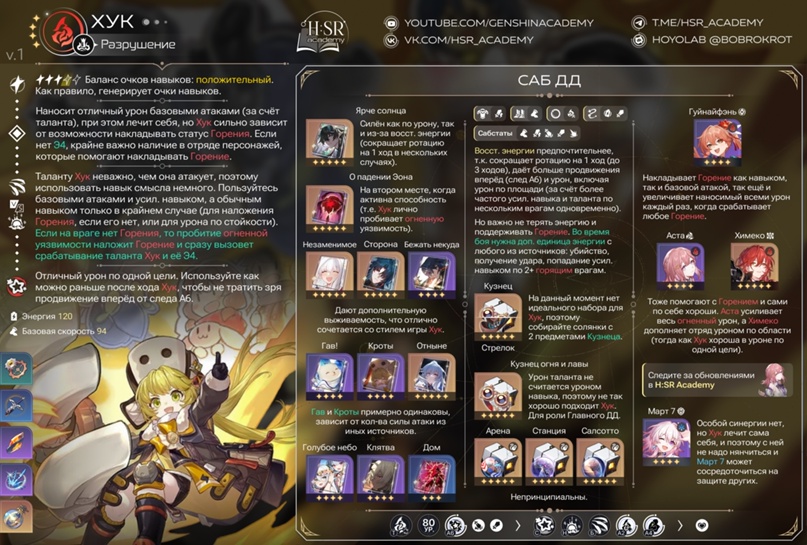 v.1
ХУК
Разрушение
H:SR
academy
YOUTUBE.COM/GENSHINACADEMY
VK.COM/HSR_ACADEMY
T.ME/HSR_ACADEMY
HOYOLAB @BOBROKROT
Баланс очков навыков: положительный.
Как правило, генерирует очки навыков.
Наносит отличный урон базовыми атаками (за счёт
таланта), при этом лечит себя, но Хук сильно зависит
от возможности накладывать статус Горения. Если
нет Э4, крайне важно наличие в отряде персонажей,
которые помогают накладывать Горение.
Таланту Хук неважно, чем она атакует, поэтому
использовать навык смысла немного. Пользуйтесь
базовыми атаками и усил. навыком, а обычным
навыком только в крайнем случае (для наложения
Горения, если его нет, или для урона по стойкости).
Если на враге нет Горения, то пробитие огненной
уязвимости наложит Горение и сразу вызовет
срабатывание таланта Хук и её Э4.
Отличный урон по одной цели. Используйте как
можно раньше после хода Хук, чтобы не тратить зря
продвижение вперёд от следа А6.
Энергия 120
Базовая скорость 94
САБ ДД
Ярче солнца
Силён как по урону, так
и из-за восст. энергии
(сокращает ротацию
на 1 ход в нескольких
случаях).
О падении Эона
На втором месте, когда
активно проба
(т.е. Хук лично
пробивает огненную
уязвимость).
Незаменимое
Сторона
Бежать некуда
Дают дополнительную
выживаемость, что отлично
сочетается со стилем игры Хук.
Гав!
Кроты
Отныне
Гав и Кроты примерно одинаковы,
зависит от кол-ва силы атаки из
иных источников.
Голубое небо
Клятва
Дом
Сабстаты
Восст. энергии предпочтительнее,
т.к. сокращает ротацию на 1 ход (до
3 ходов), даёт больше продвижения
вперёд (след А6) и урон, включая
урон по площади (за счёт более
частого усил. навыка и таланта по
нескольким врагам одновременно).
Но важно не терять энергию и
поддерживать Горение. Во время
боя нужна доп. единица энергии с
любого из источников: убийство,
получение удара, попадание усил.
навыком по 2+ горящим врагам.
Кузнец
Стрелок
На данный момент нет
идеального набора для
Хук, поэтому
собирайте солянки с
2 предметами Кузнеца.
Кузнец огня и лавы
Урон таланта не
считается уроном
навыка, поэтому не так
хорошо подходит Хук.
Для роли Главного ДД.
Арена
Станция
Салсотто
Непринципиальны.
Гуйнайфэнь
Накладывает Горение как навыком,
так и базовой атакой, так ещё и
увеличивает наносимый всеми урон
каждый раз, когда срабатывает
любое Горение.
Аста
Химеко
Тоже помогают с Горением и сами
по себе хороши. Аста усиливает
весь огненный урон, а Химеко
дополняет отряд уроном по области
(тогда как Хук хороша в уроне по
одной цели).
Следите за обновлениями
в H:SR Academy
Март 7
Особой синергии нет,
но Хук лечит сама
себя, и поэтому с ней
не надо нянчиться и
Март 7 может
сосредоточиться на
защите других.
80
УР.